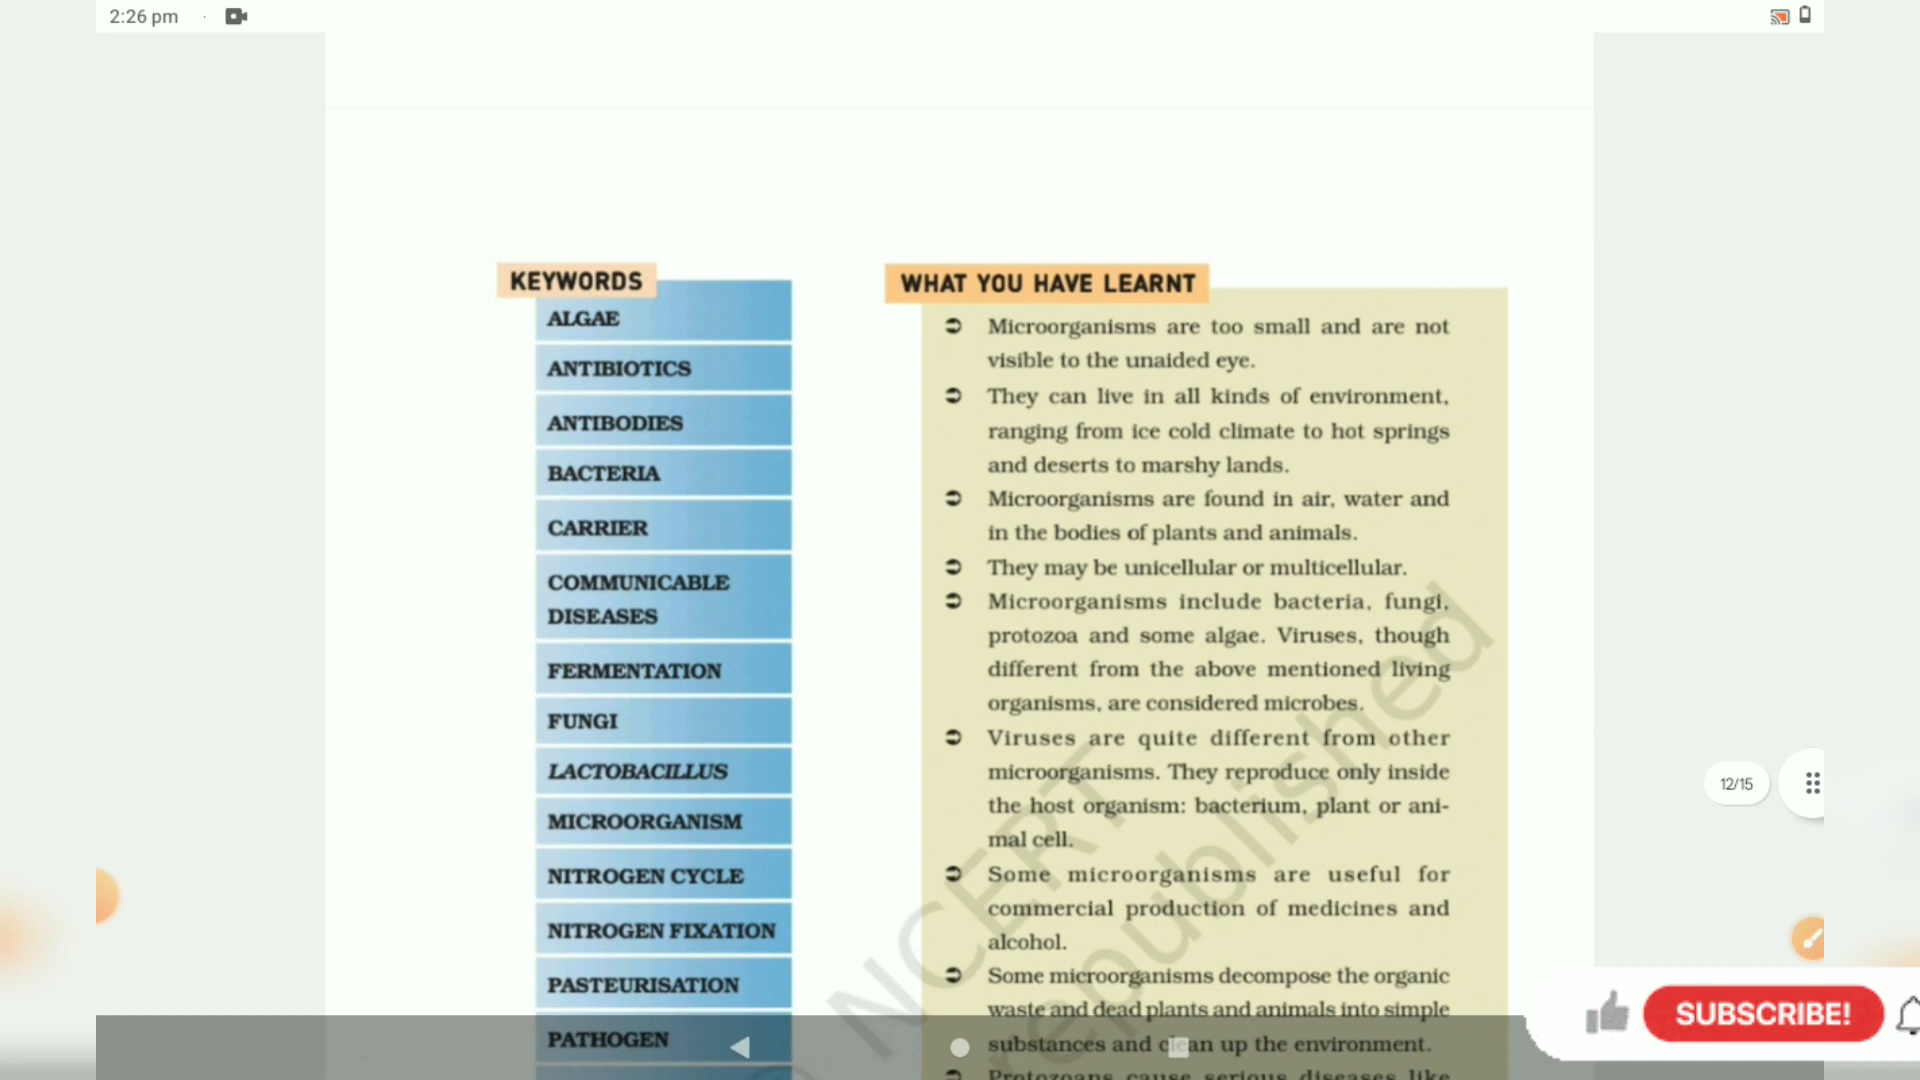 2:26 pm
KEYWORDS
ALGAE
ANTIBIOTICS
ANTIBODIES
BACTERIA
CARRIER
COMMUNICABLE
DISEASES
FERMENTATION
FUNGI
LACTOBACILLUS
MICROORGANISM
NITROGEN CYCLE
NITROGEN FIXATION
PASTEURISATION
PATHOGEN
WHAT YOU HAVE LEARNT
Microorganisms are too small and are not
visible to the unaided eye.
They can live in all kinds of environment,
ranging from ice cold climate to hot springs
and deserts to marshy lands.
Microorganisms are found in air, water and
in the bodies of plants and animals.
They may be unicellular or multicellular.
Microorganisms include bacteria, fungi,
protozoa and some algae. Viruses, though
different from the above mentioned living
organisms, are considered microbes.
Viruses are quite different from other
microorganisms. They reproduce only inside
the host organism: bacterium, plant or ani-
mal cell.
Some microorganisms are useful for
commercial production of medicines and
alcohol.
Some microorganisms decompose the organic
waste and dead plants and animals into simple
substances and clean up the environment.
Protozoans cause serious diseases like
NCERT
republished
12/15
SUBSCRIBE!